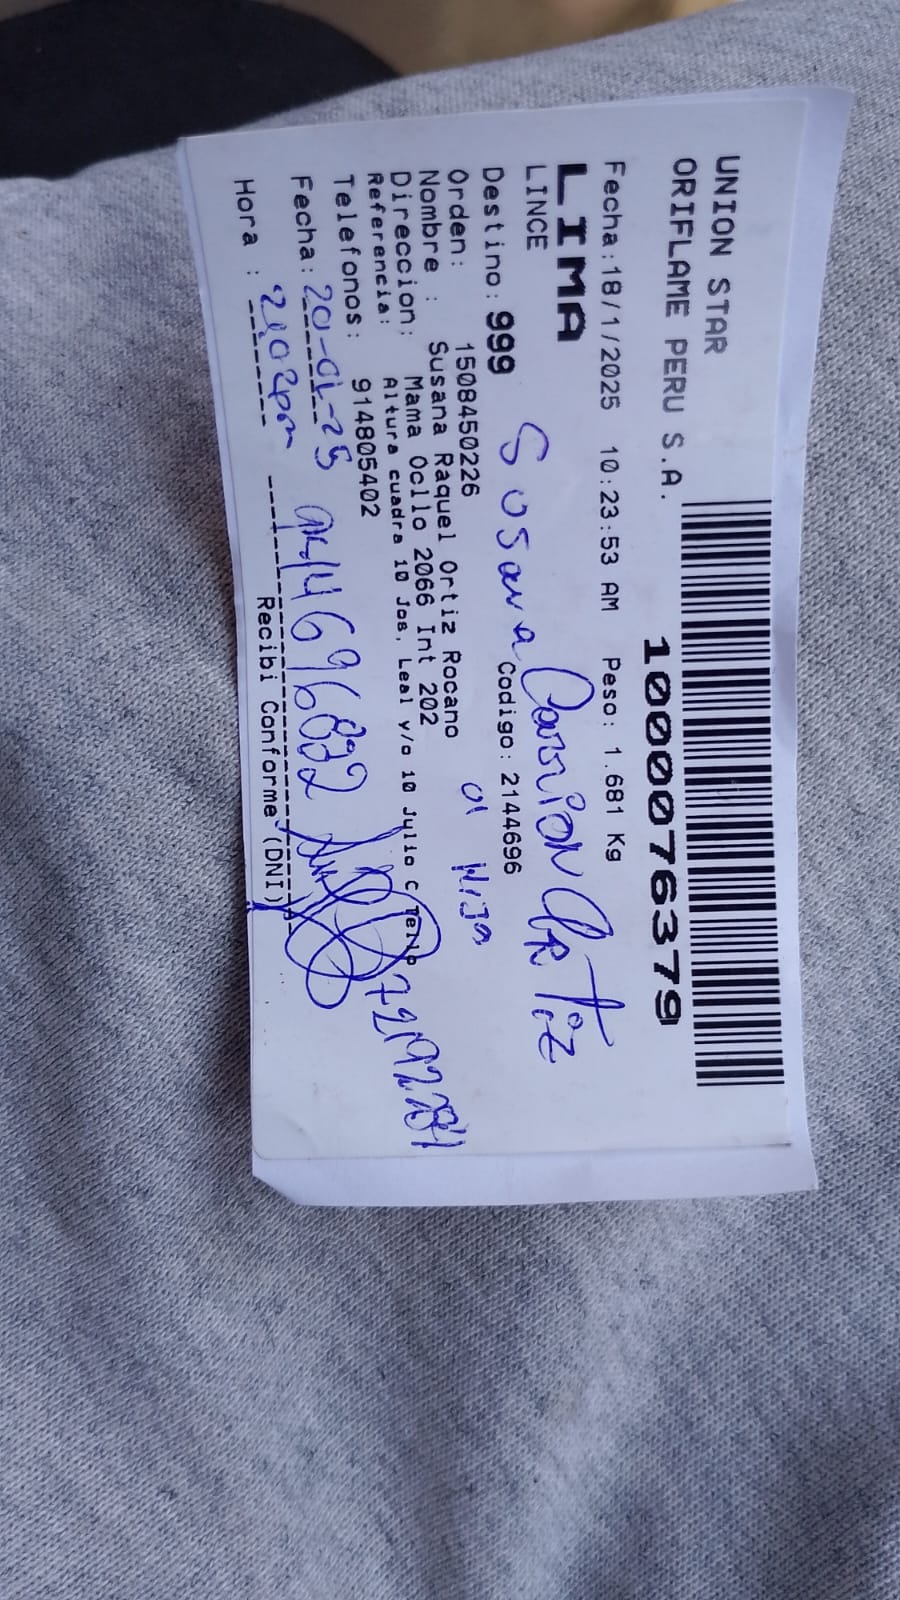 UNION STAR
ORIFLAME PERU S.A.
1000076379
Fecha:18/1/2025 10:23:53 AM Peso: 1.681 Kg
LIMA
LINCE
Susana Carrion Ortiz
Destino: 999 Codigo: 2144696
Orden: 1508450226
Nombre : Susana Raquel Ortiz Rocano
Hija
Direccion: Mama Ocllo 2066 Int 202
Referencia: Altura cuadra 10 Jos, Leal y/o 10 Julio C Tello
Telefonos: 914805402
Fecha: 20-01-25
Hora : 2:02pm
Recibi Conforme (DNI)